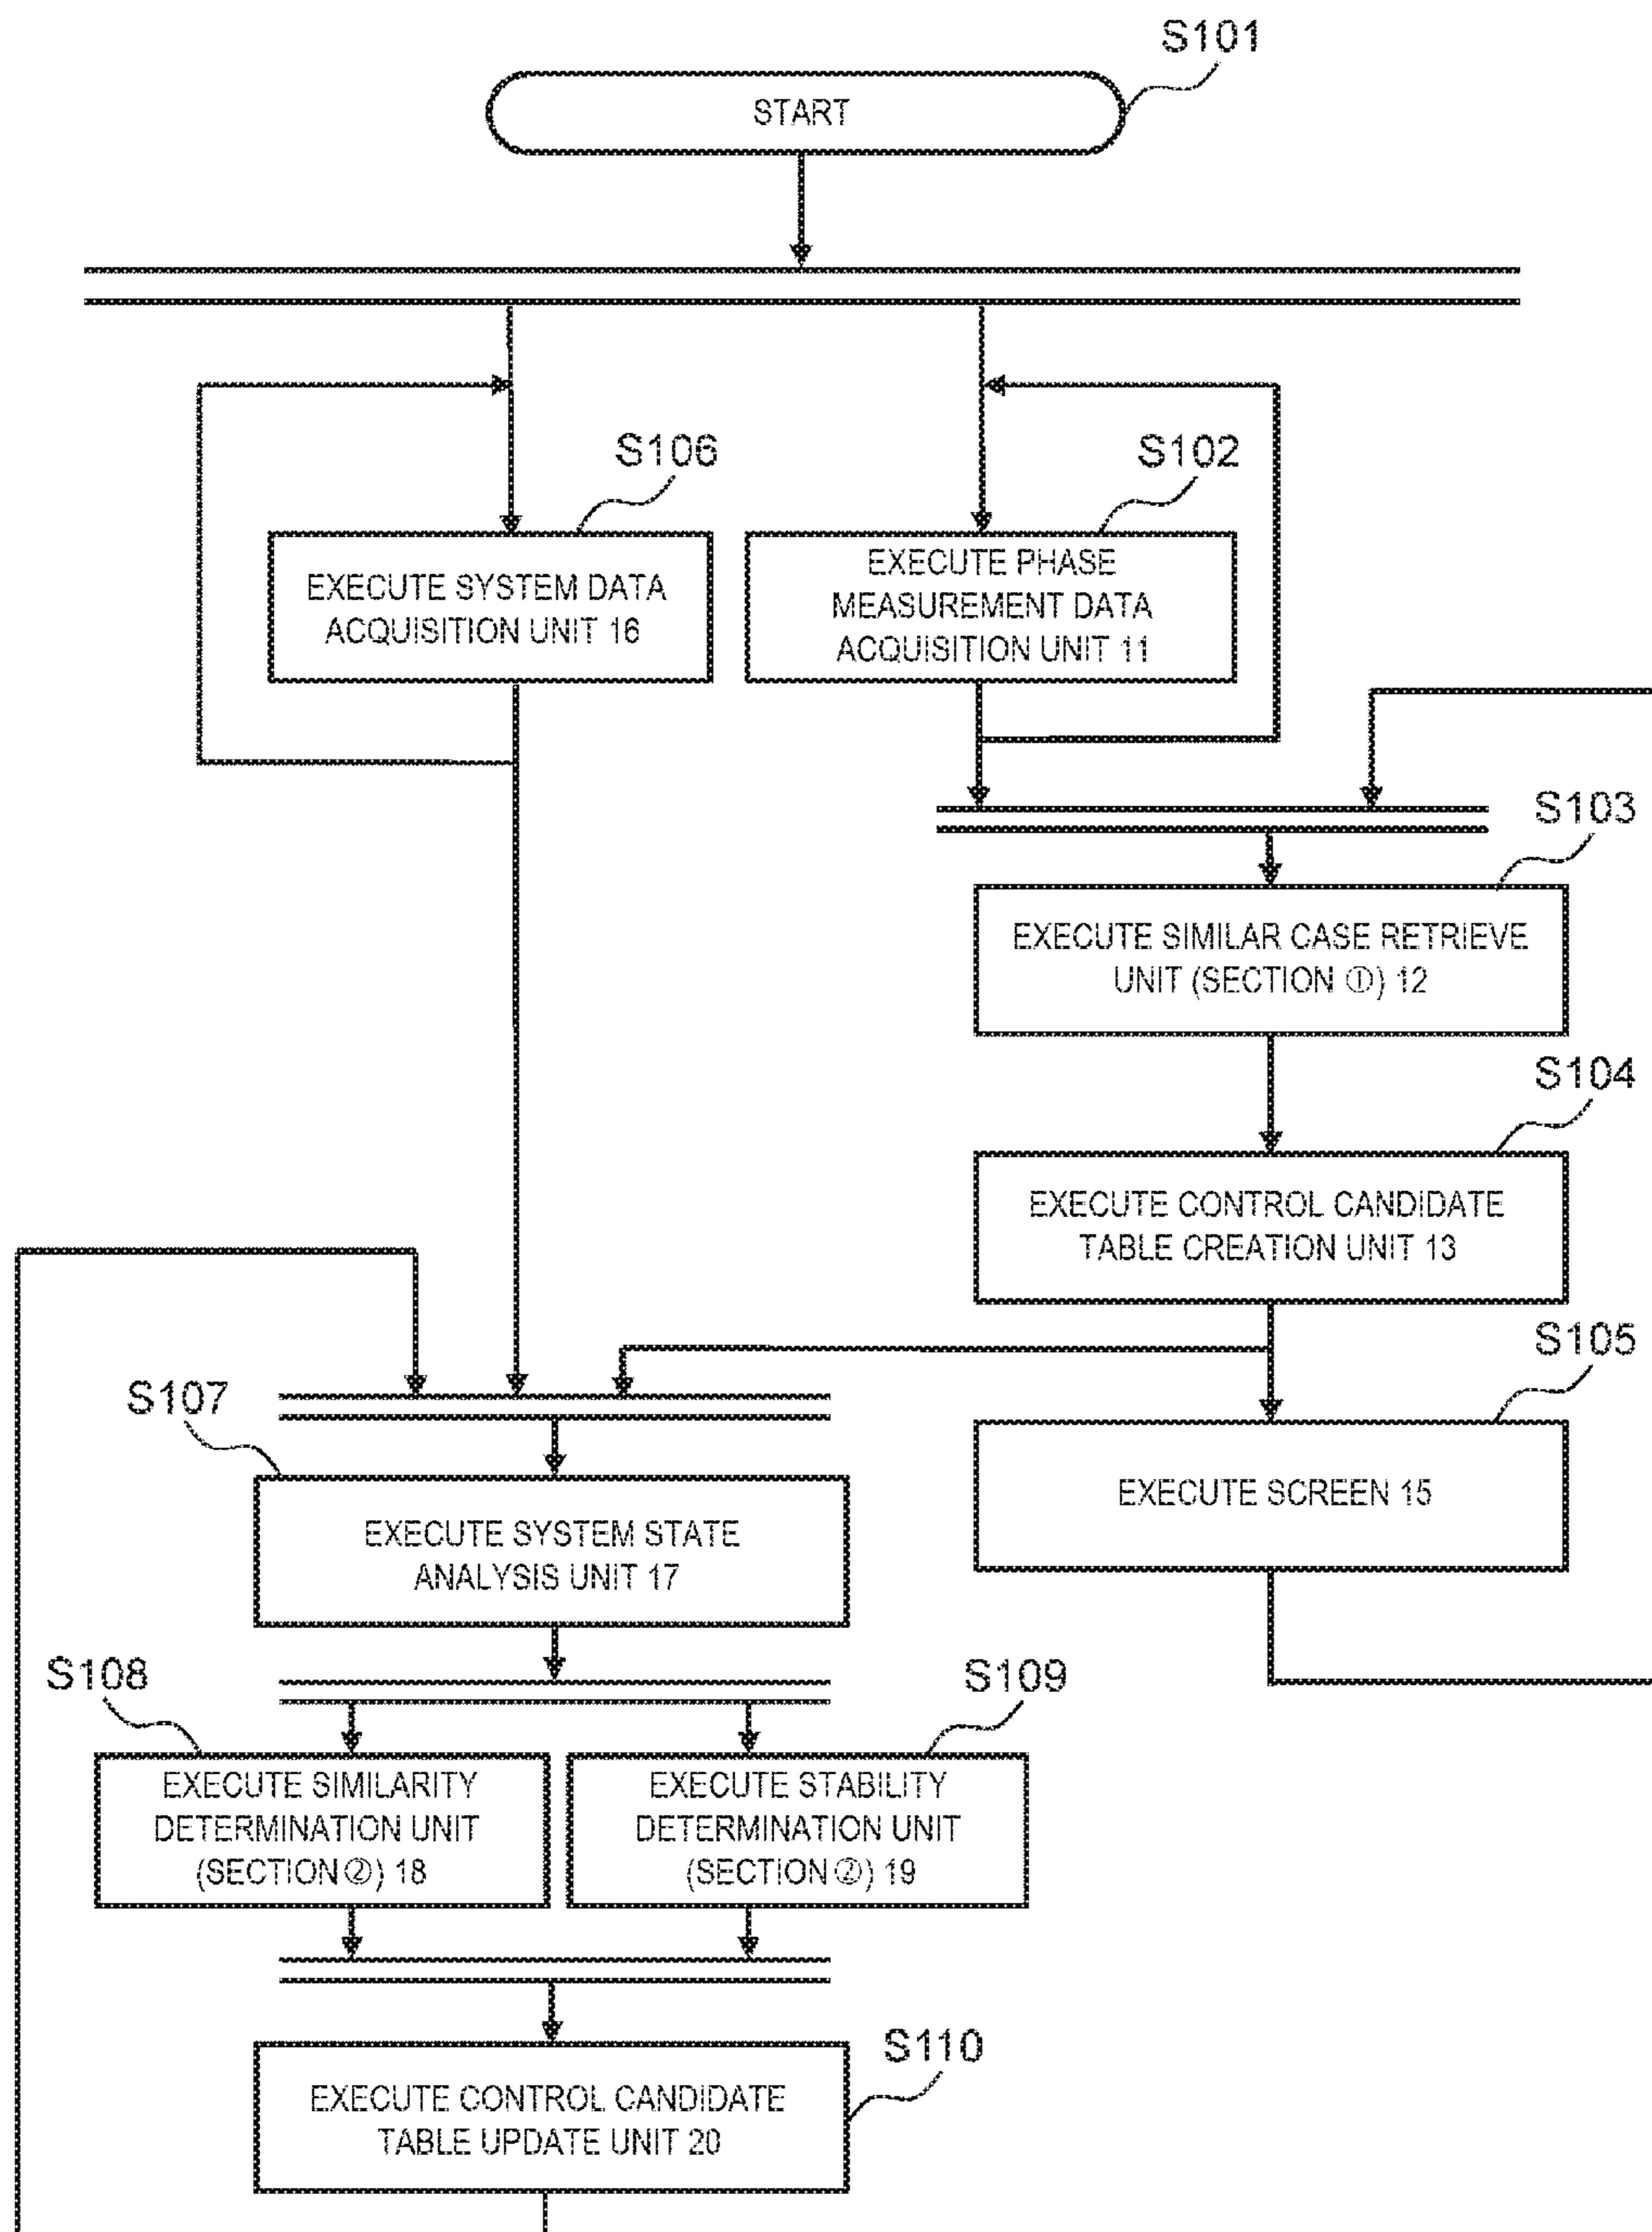 S101
START
S106
S102
EXECUTE SYSTEM DATA
ACQUISITION UNIT 16
EXECUTE PHASE
MEASUREMENT DATA
ACQUISITION UNIT 11
S103
EXECUTE SIMILAR CASE RETRIEVE
UNIT (SECTION ①) 12
S104
EXECUTE CONTROL CANDIDATE
TABLE CREATION UNIT 13
S105
EXECUTE SCREEN 15
S107
EXECUTE SYSTEM STATE
ANALYSIS UNIT 17
S108
S109
EXECUTE SIMILARITY
DETERMINATION UNIT
(SECTION ②) 18
EXECUTE STABILITY
DETERMINATION UNIT
(SECTION ②) 19
S110
EXECUTE CONTROL CANDIDATE
TABLE UPDATE UNIT 20